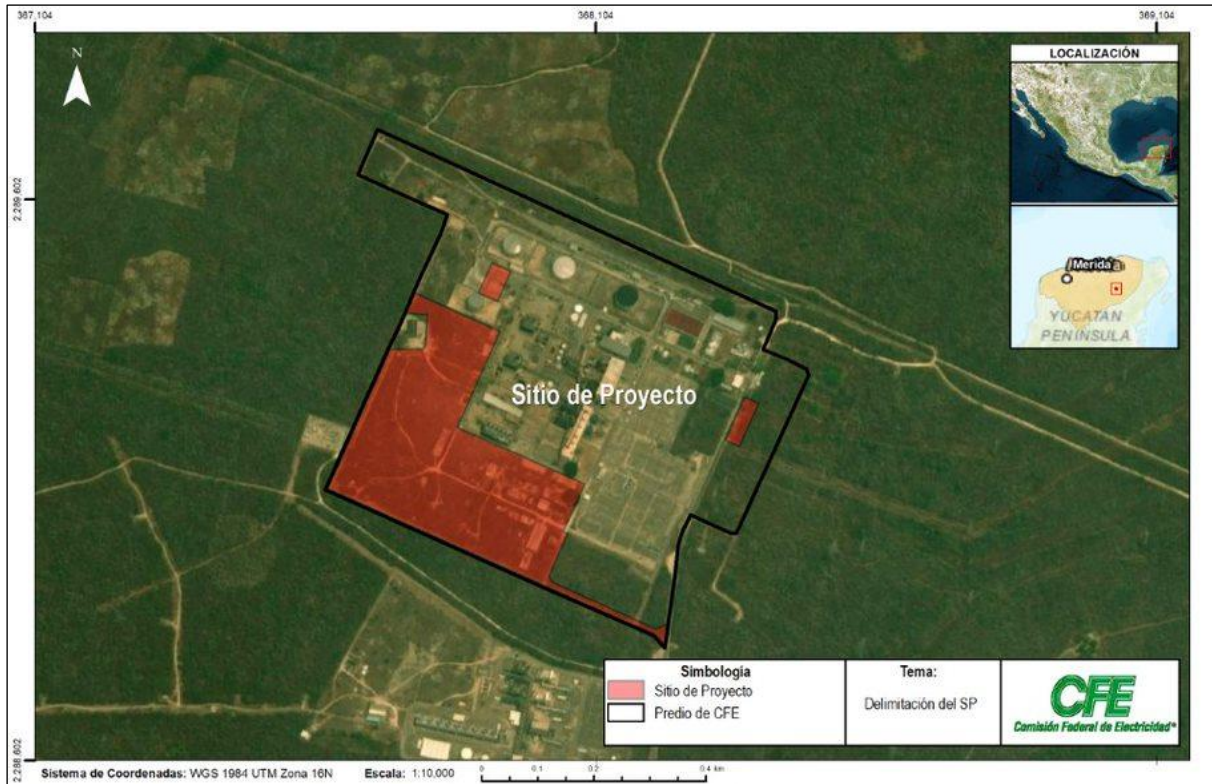 367,104
368,104
369,104
N
LOCALIZACIÓN
2,289,602
Merida
YUCATAN
PENINSULA
Sitio de Proyecto
Simbología
Sitio de Proyecto
Predio de CFE
Tema:
Delimitación del SP
CFE
Comisión Federal de Electricidad®
2,288,602
Sistema de Coordenadas: WGS 1984 UTM Zona 16N
Escala: 1:10,000
0 0.1 0.2 0.4 km